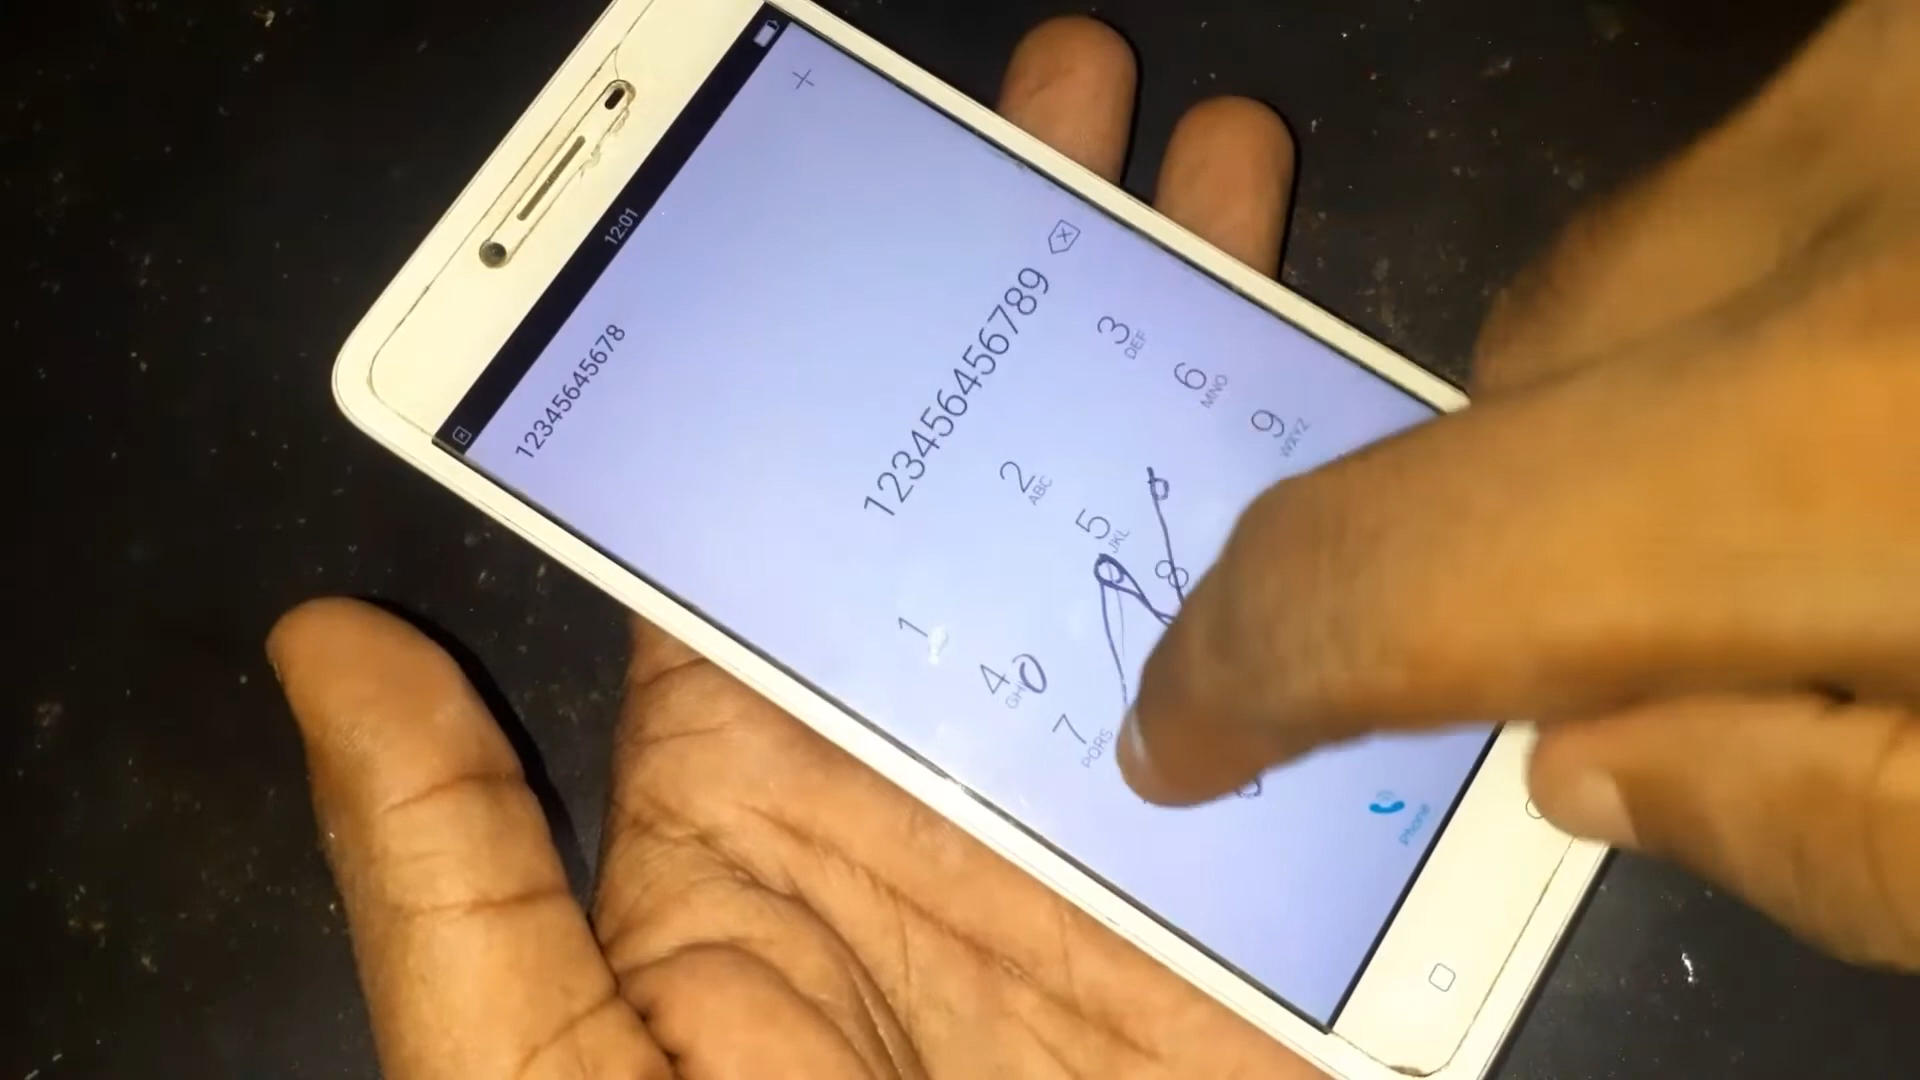 12:01
12345645678
123456456789
1
2 ABC
3 DEF
4 GHI
5 JKL
6 MNO
7 PQRS
8
9 WXYZ
Phone